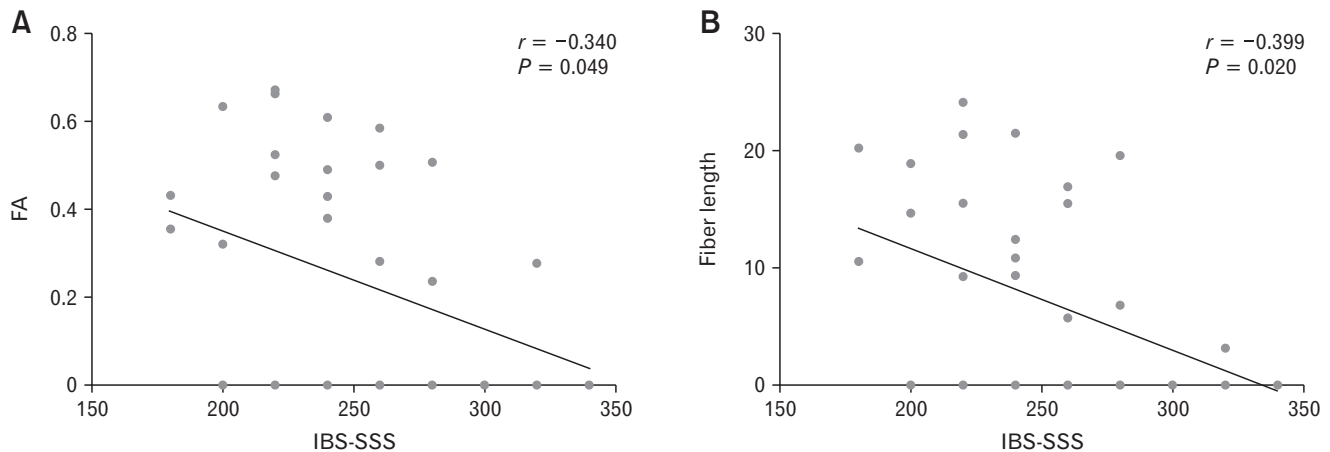 A
r = −0.340
P = 0.049
0.8
0.6
0.4
0.2
0
FA
150
200
250
300
350
IBS-SSS
B
r = −0.399
P = 0.020
30
20
10
0
Fiber length
150
200
250
300
350
IBS-SSS